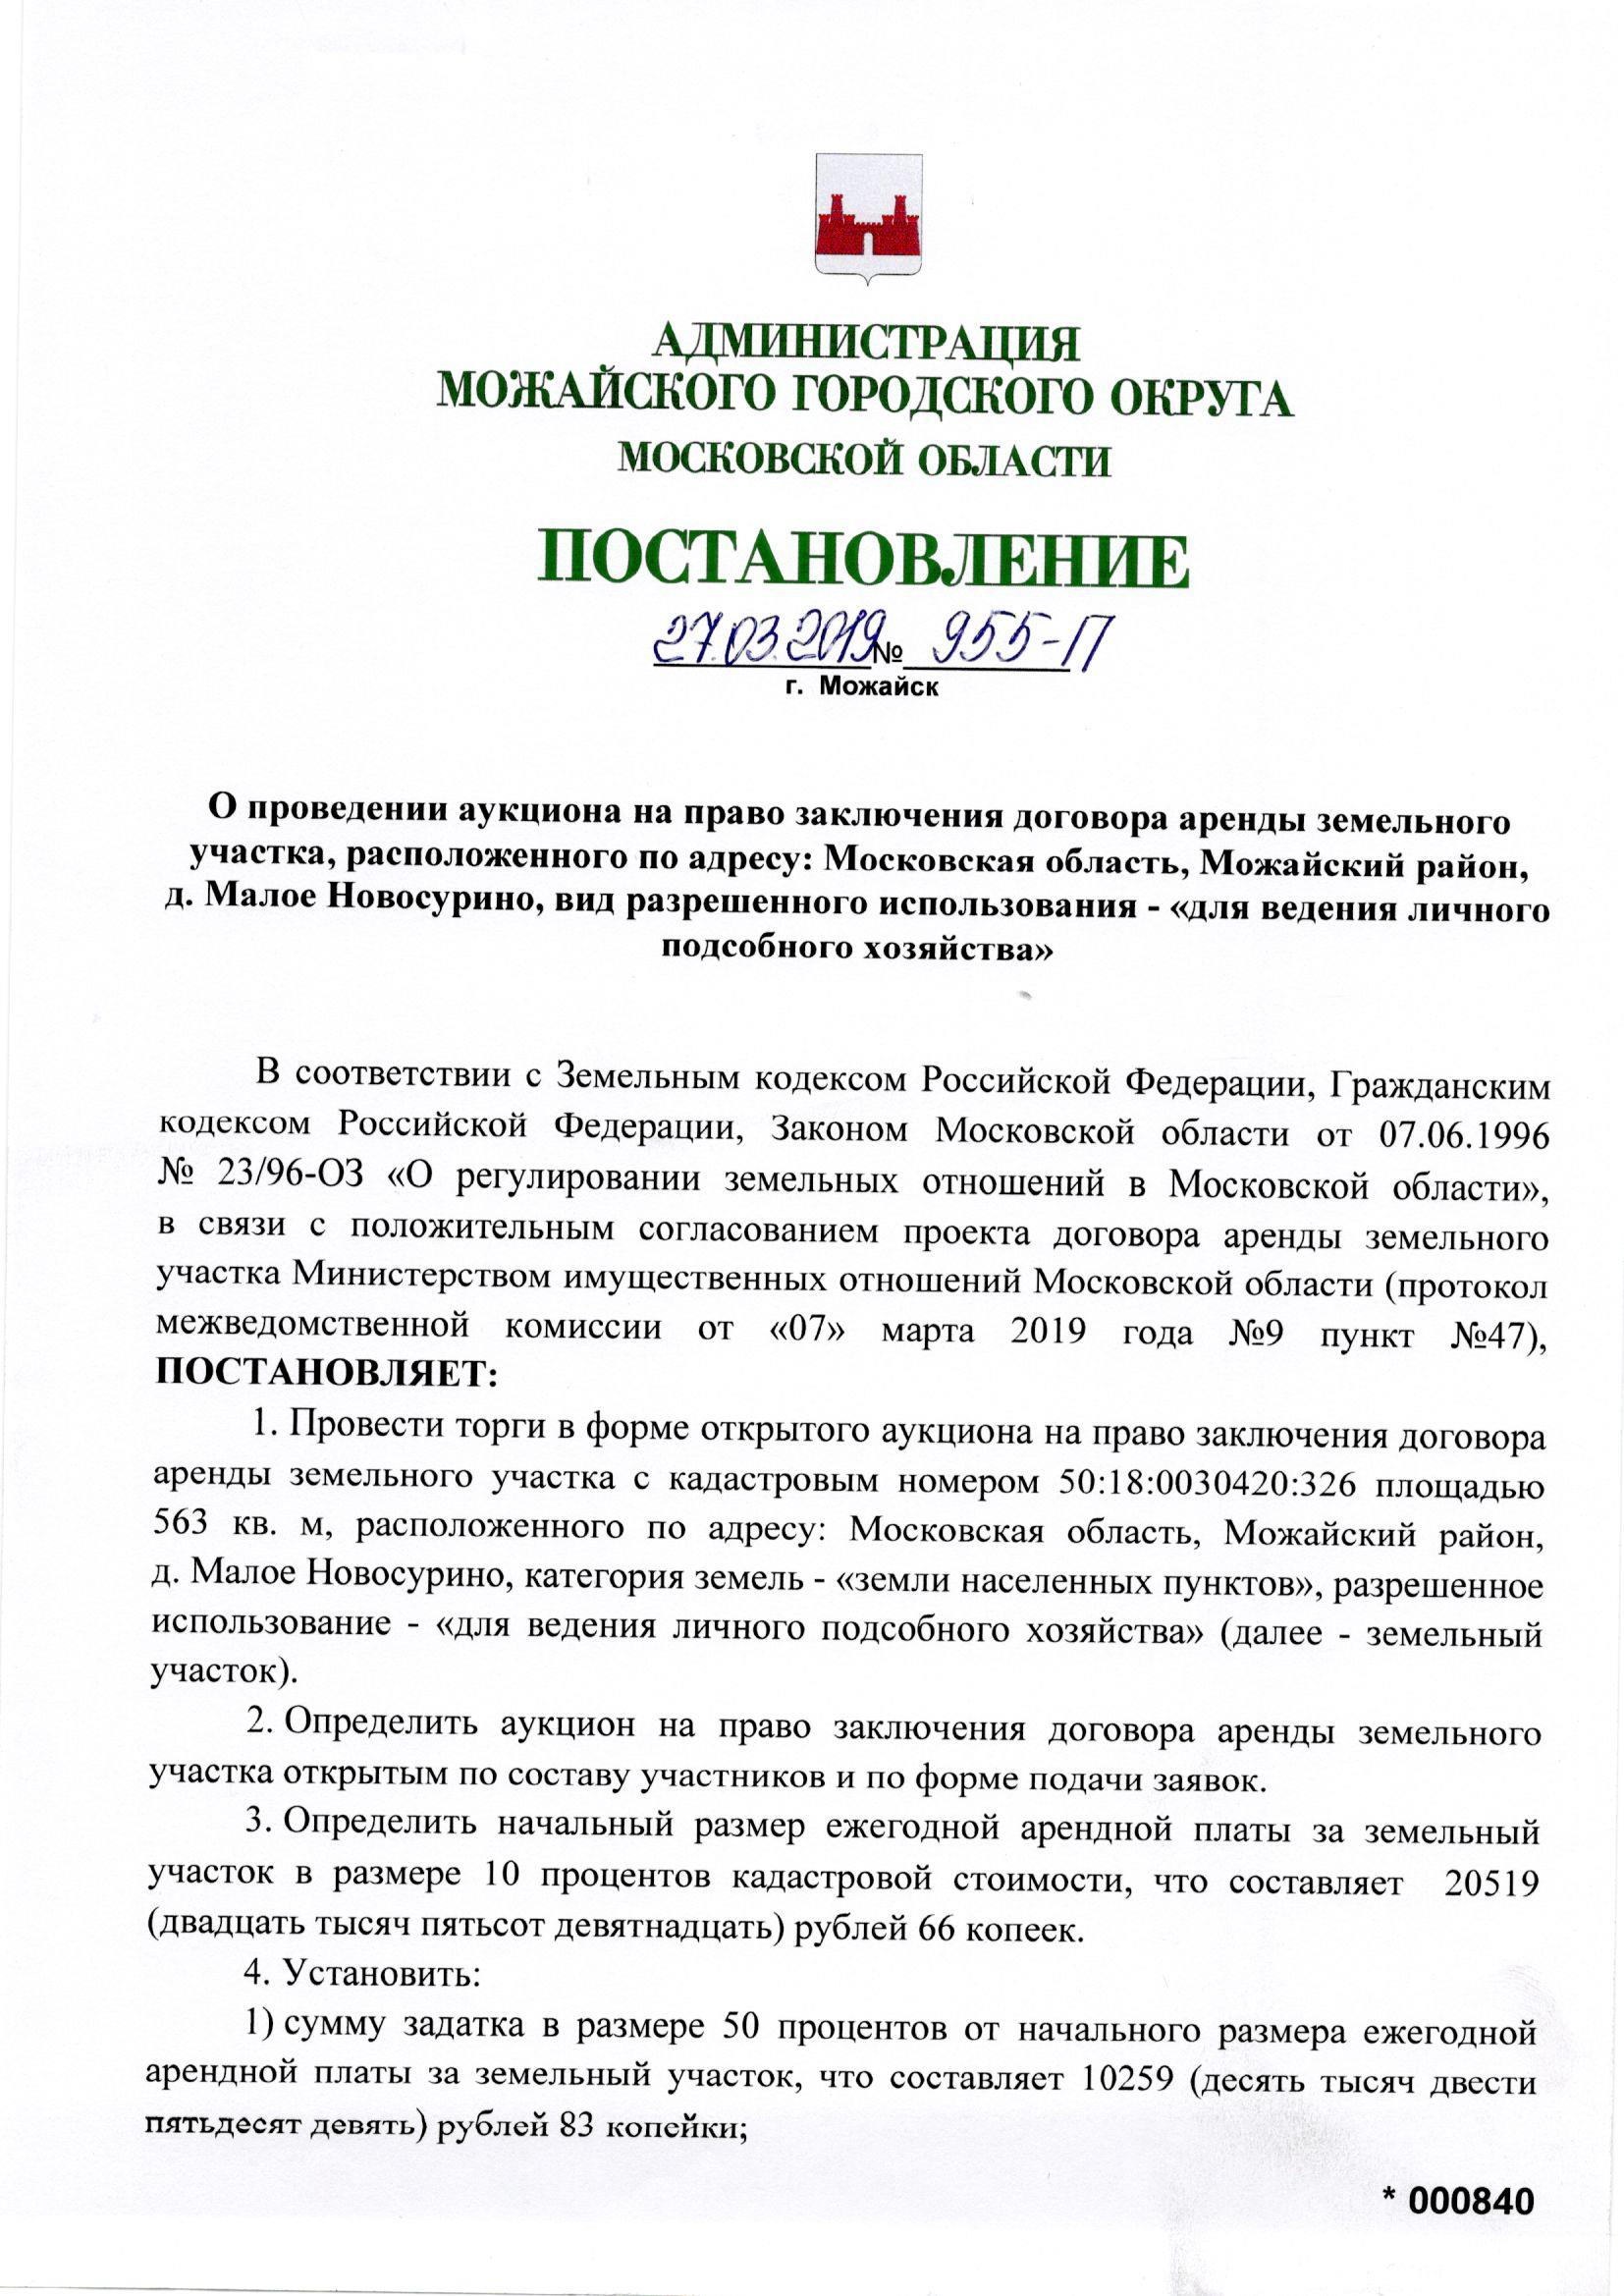 АДМИНИСТРАЦИЯ
МОЖАЙСКОГО ГОРОДСКОГО ОКРУГА
МОСКОВСКОЙ ОБЛАСТИ
ПОСТАНОВЛЕНИЕ
27.03.2019 № 955-П
г. Можайск
О проведении аукциона на право заключения договора аренды земельного
участка, расположенного по адресу: Московская область, Можайский район,
д. Малое Новосурино, вид разрешенного использования - «для ведения личного
подсобного хозяйства»
В соответствии с Земельным кодексом Российской Федерации, Гражданским
кодексом Российской Федерации, Законом Московской области от 07.06.1996
№ 23/96-ОЗ «О регулировании земельных отношений в Московской области»,
в связи с положительным согласованием проекта договора аренды земельного
участка Министерством имущественных отношений Московской области (протокол
межведомственной комиссии от «07» марта 2019 года №9 пункт №47),
ПОСТАНОВЛЯЕТ:
1. Провести торги в форме открытого аукциона на право заключения договора
аренды земельного участка с кадастровым номером 50:18:0030420:326 площадью
563 кв. м, расположенного по адресу: Московская область, Можайский район,
д. Малое Новосурино, категория земель - «земли населенных пунктов», разрешенное
использование - «для ведения личного подсобного хозяйства» (далее - земельный
участок).
2. Определить аукцион на право заключения договора аренды земельного
участка открытым по составу участников и по форме подачи заявок.
3. Определить начальный размер ежегодной арендной платы за земельный
участок в размере 10 процентов кадастровой стоимости, что составляет 20519
(двадцать тысяч пятьсот девятнадцать) рублей 66 копеек.
4. Установить:
1) сумму задатка в размере 50 процентов от начального размера ежегодной
арендной платы за земельный участок, что составляет 10259 (десять тысяч двести
пятьдесят девять) рублей 83 копейки;
* 000840